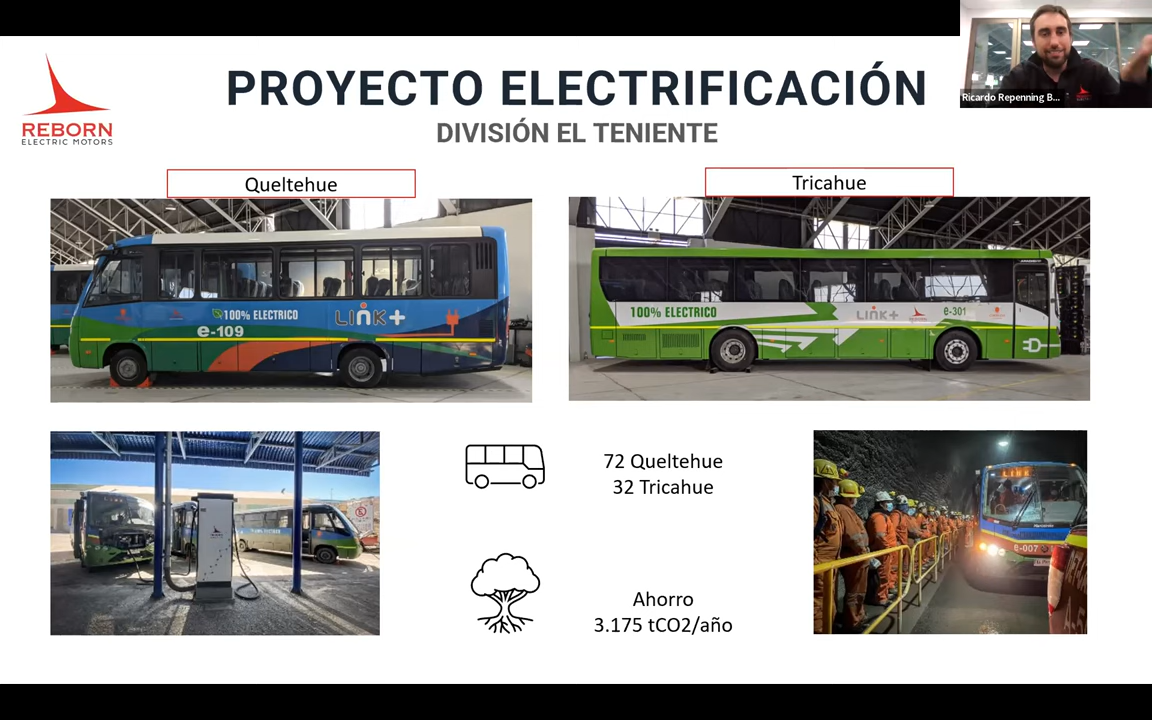 PROYECTO ELECTRIFICACIÓN
DIVISIÓN EL TENIENTE
REBORN
ELECTRIC MOTORS
Ricardo Repenning B...
Queltehue
Tricahue
100% ELECTRICO
LINK+
e-109
100% ELECTRICO
LINK+
e-301
72 Queltehue
32 Tricahue
LINK
e-007
Ahorro
3.175 tCO2/año